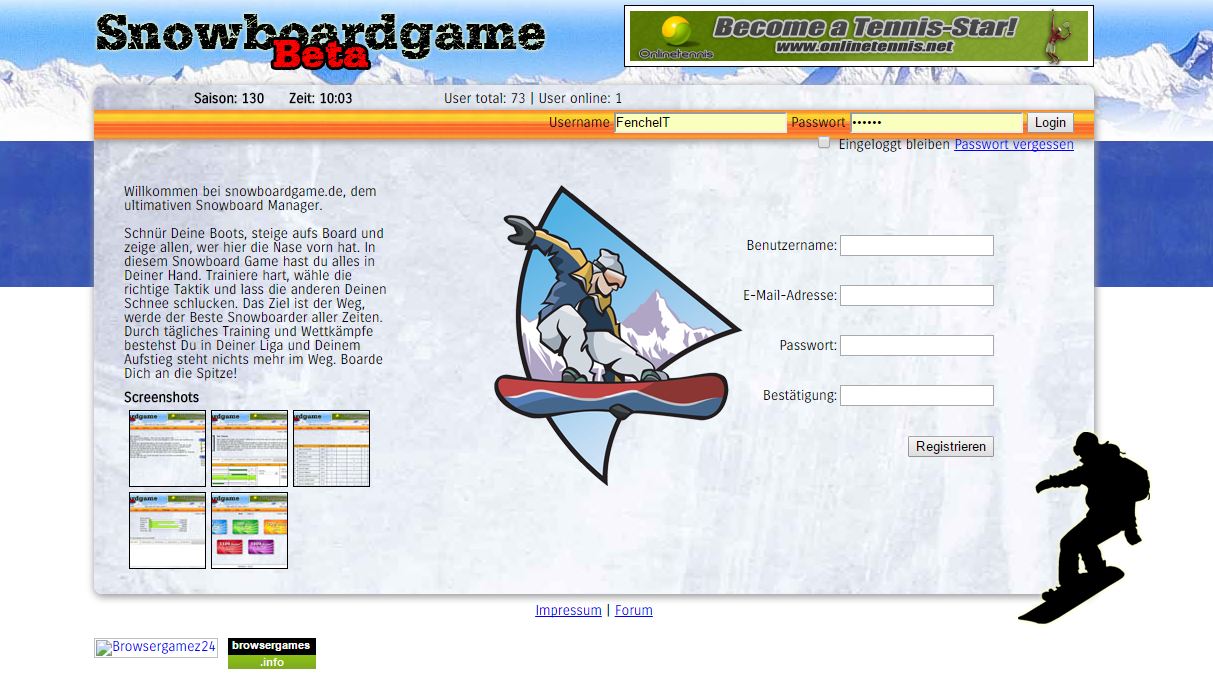 Snowboardgame
Beta
Become a Tennis-Star!
www.onlinetennis.net
Onlinetennis
Saison: 130 Zeit: 10:03 User total: 73 | User online: 1
Username FenchelT Passwort •••••• Login
Eingeloggt bleiben Passwort vergessen
Willkommen bei snowboardgame.de, dem
ultimativen Snowboard Manager.
Schnür Deine Boots, steige aufs Board und
zeige allen, wer hier die Nase vorn hat. In
diesem Snowboard Game hast du alles in
Deiner Hand. Trainiere hart, wähle die
richtige Taktik und lass die anderen Deinen
Schnee schlucken. Das Ziel ist der Weg,
werde der Beste Snowboarder aller Zeiten.
Durch tägliches Training und Wettkämpfe
bestehst Du in Deiner Liga und Deinem
Aufstieg steht nichts mehr im Weg. Boarde
Dich an die Spitze!
Screenshots
Benutzername:
E-Mail-Adresse:
Passwort:
Bestätigung:
Registrieren
Impressum | Forum
Browsergamez24
browsergames
.info